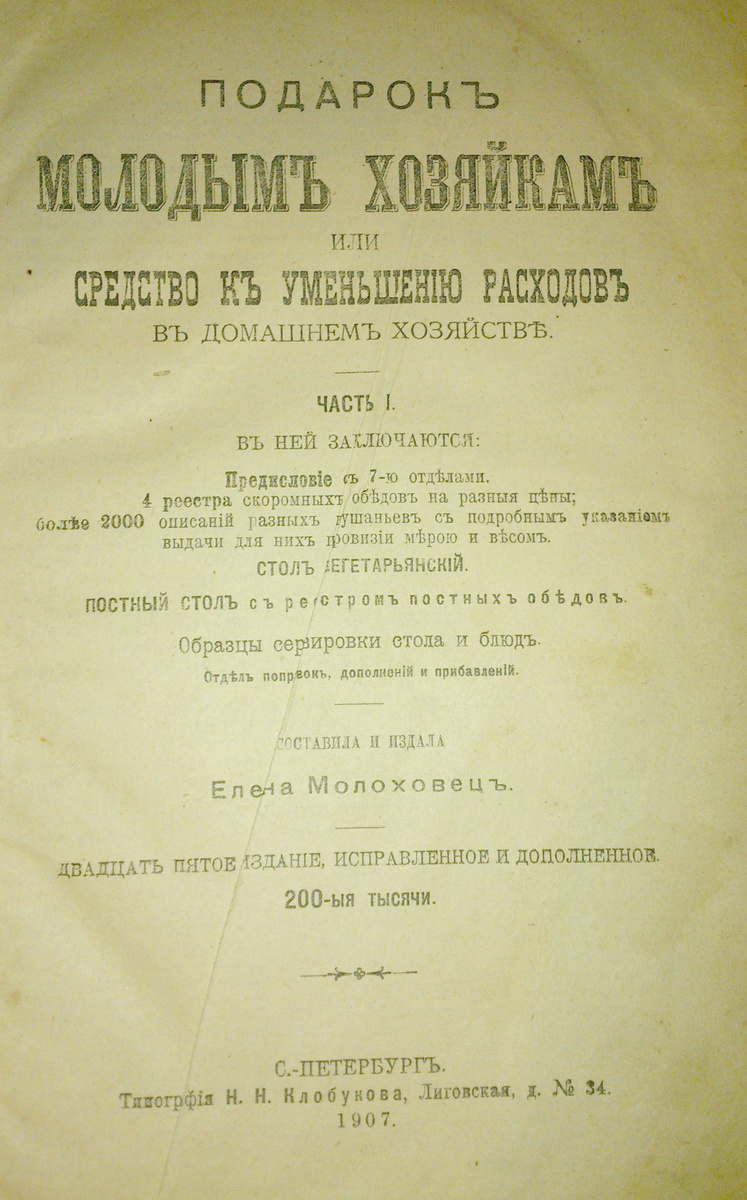 ПОДАРОКЪ
МОЛОДЫМЪ ХОЗЯЙКАМЪ
ИЛИ
СРЕДСТВО КЪ УМЕНЬШЕНІЮ РАСХОДОВЪ
ВЪ ДОМАШНЕМЪ ХОЗЯЙСТВѢ.
ЧАСТЬ I.
ВЪ НЕЙ ЗАКЛЮЧАЮТСЯ:
Предисловіе съ 7-ю отдѣлами.
4 реестра скоромныхъ обѣдовъ на разныя цѣны;
болѣе 2000 описаній разныхъ кушаньевъ съ подробнымъ указаніемъ
выдачи для нихъ провизіи мѣрою и вѣсомъ.
СТОЛЪ ВЕГЕТАРЬЯНСКІЙ.
ПОСТНЫЙ СТОЛЪ съ реестромъ постныхъ обѣдовъ.
Образцы сервировки стола и блюдъ.
Отдѣлъ поправокъ, дополненій и прибавленій.
СОСТАВИЛА И ИЗДАЛА
Елена Молоховецъ.
ДВАДЦАТЬ ПЯТОЕ ИЗДАНІЕ, ИСПРАВЛЕННОЕ И ДОПОЛНЕННОЕ.
200-ыя тысячи.
С.-ПЕТЕРБУРГЪ.
Типогрфія Н. Н. Клобукова, Лиговская, д. № 34.
1907.